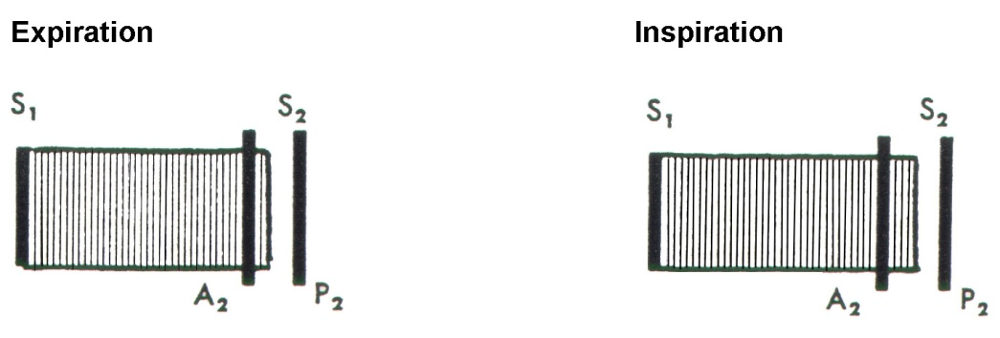 Expiration
Inspiration
S₁ S₂
A₂ P₂
S₁ S₂
A₂ P₂